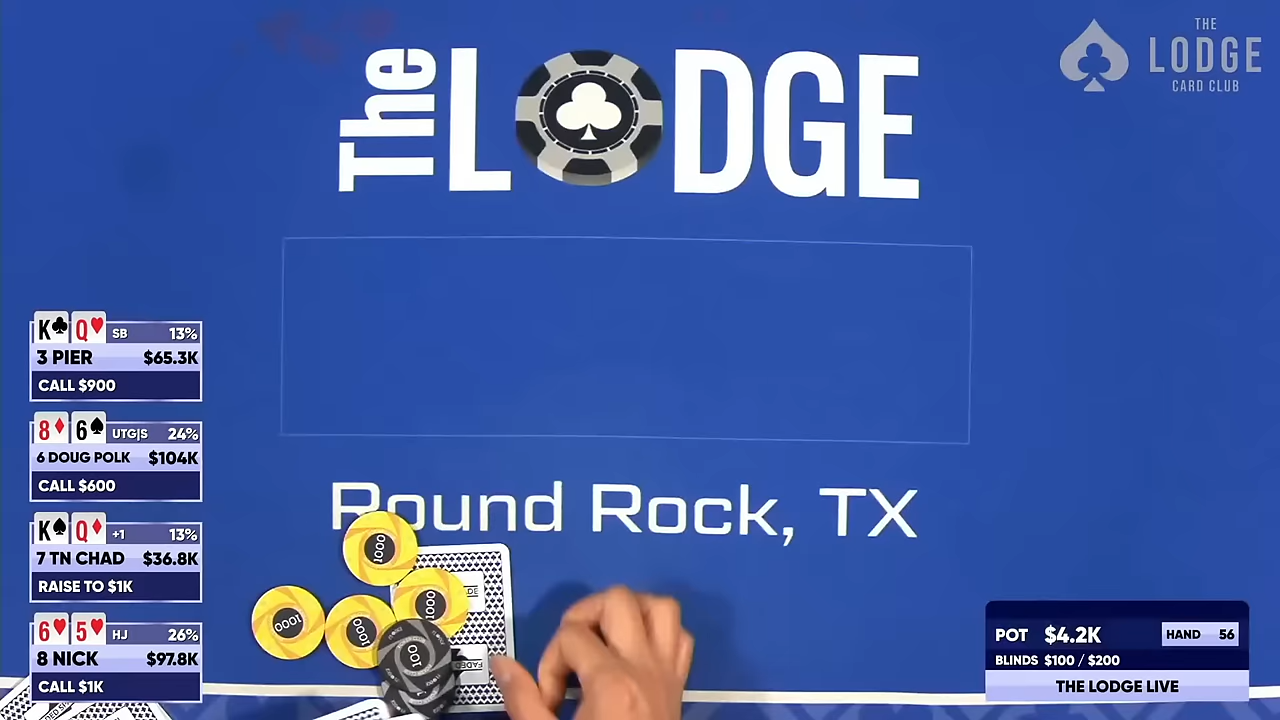 The LODGE
THE
LODGE
CARD CLUB
Round Rock, TX
K Q SB 13%
3 PIER $65.3K
CALL $900
8 6 UTG|S 24%
6 DOUG POLK $104K
CALL $600
K Q +1 13%
7 TN CHAD $36.8K
RAISE TO $1K
6 5 HJ 26%
8 NICK $97.8K
CALL $1K
1000
1000
1000
1000
100
FADED
POT $4.2K HAND 56
BLINDS $100 / $200
THE LODGE LIVE